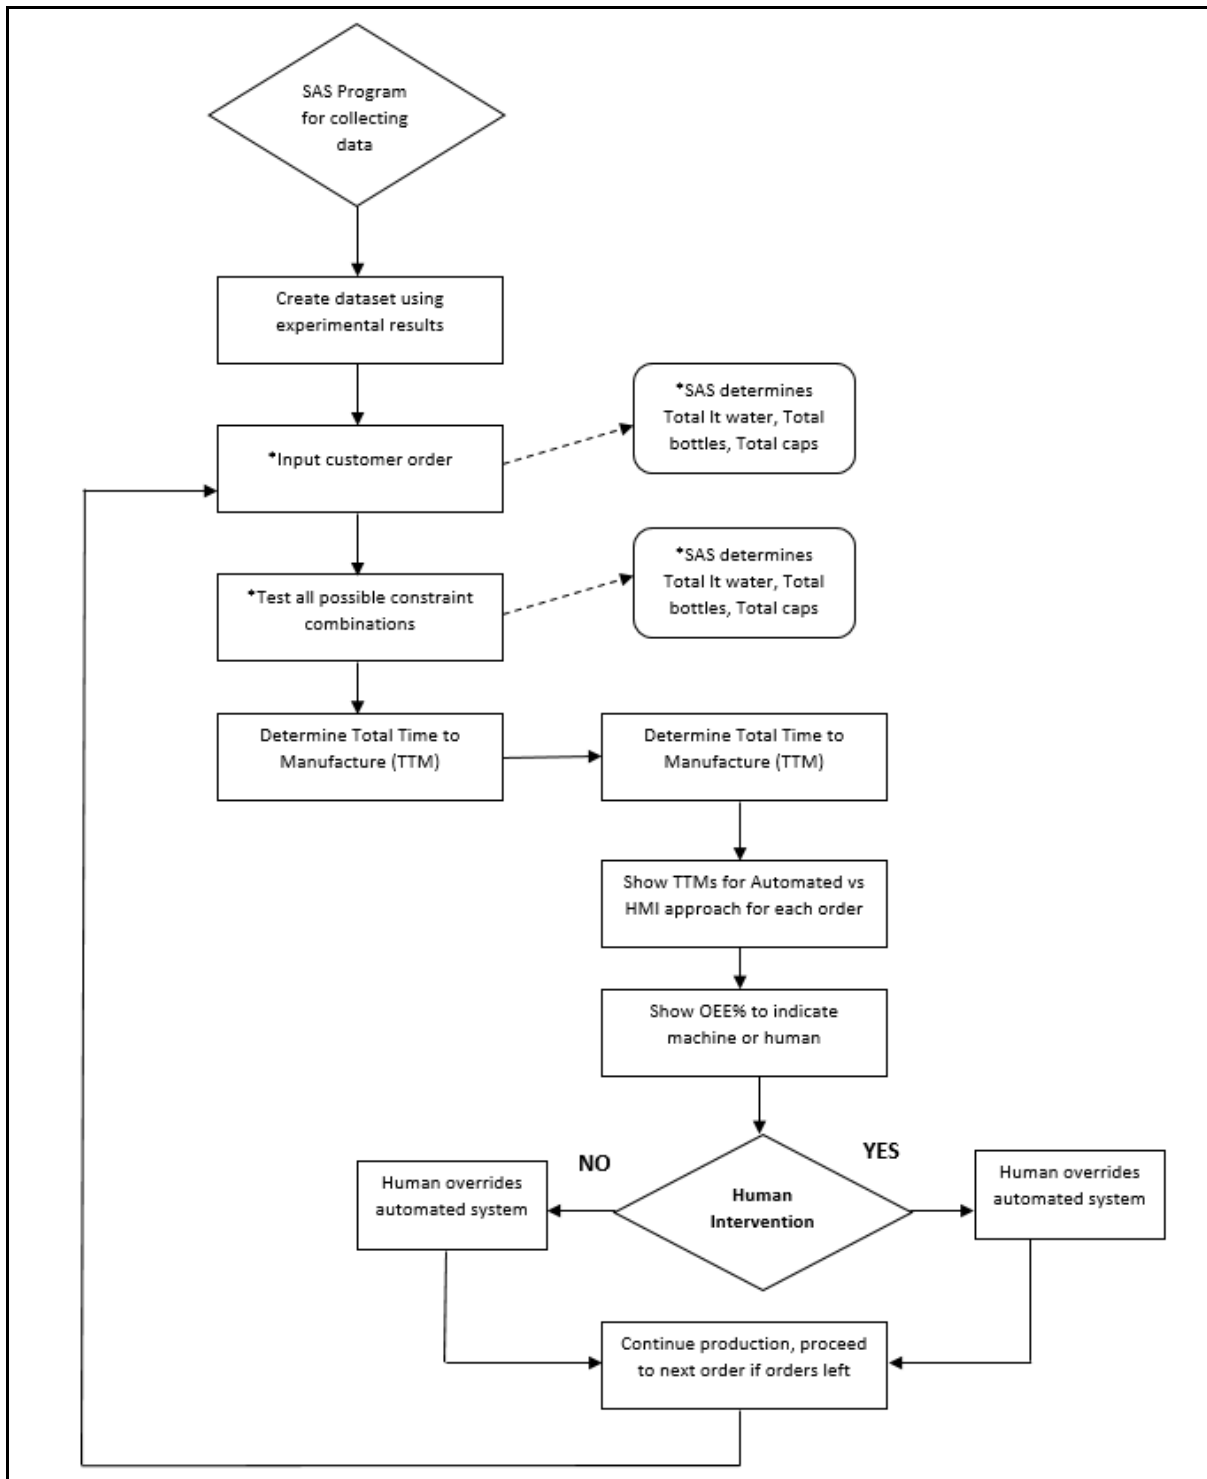 SAS Program
for collecting
data
Create dataset using
experimental results
*SAS determines
Total lt water, Total
bottles, Total caps
*Input customer order
*SAS determines
Total lt water, Total
bottles, Total caps
*Test all possible constraint
combinations
Determine Total Time to
Manufacture (TTM)
Determine Total Time to
Manufacture (TTM)
Show TTMs for Automated vs
HMI approach for each order
Show OEE% to indicate
machine or human
NO
YES
Human overrides
automated system
Human
Intervention
Human overrides
automated system
Continue production, proceed
to next order if orders left